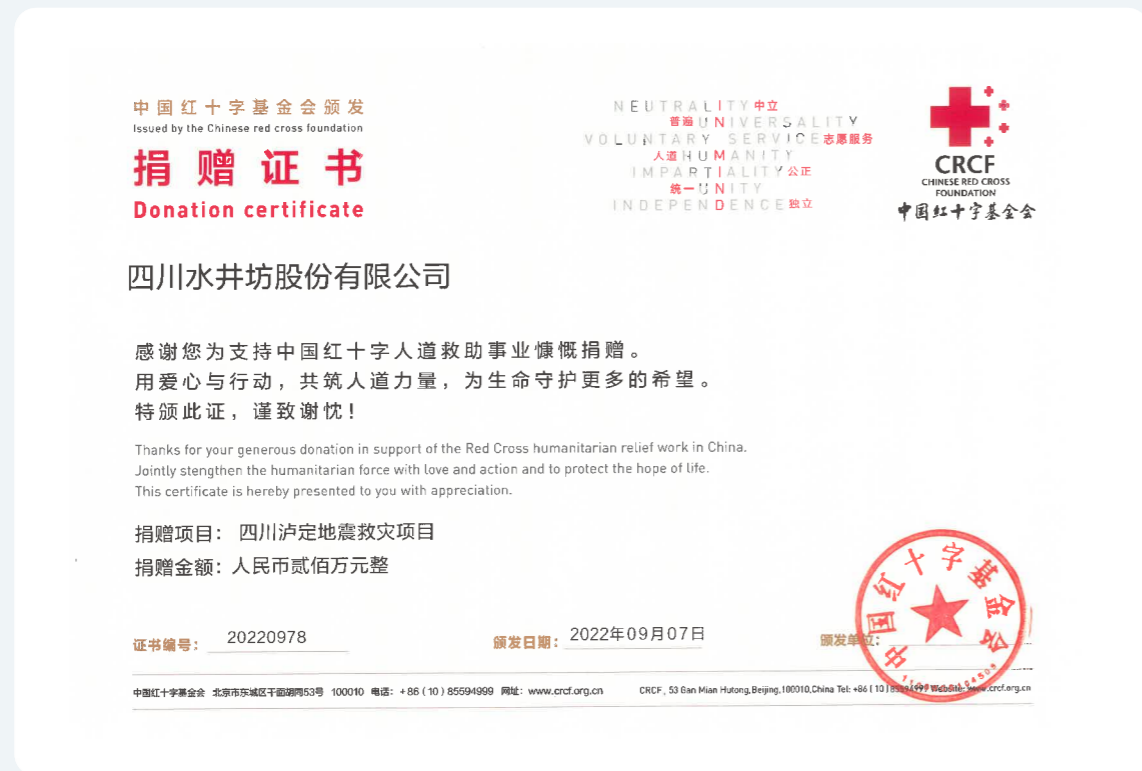 中国红十字基金会颁发
Issued by the Chinese red cross foundation
捐赠证书
Donation certificate
NEUTRALITY 中立
普遍 UNIVERSALITY
VOLUNTARY SERVICE 志愿服务
人道 HUMANITY
IMPARTIALITY 公正
统一 UNITY
INDEPENDENCE 独立
CRCF
CHINESE RED CROSS
FOUNDATION
中国红十字基金会
四川水井坊股份有限公司
感谢您为支持中国红十字人道救助事业慷慨捐赠。
用爱心与行动，共筑人道力量，为生命守护更多的希望。
特颁此证，谨致谢忱！
Thanks for your generous donation in support of the Red Cross humanitarian relief work in China.
Jointly stengthen the humanitarian force with love and action and to protect the hope of life.
This certificate is hereby presented to you with appreciation.
捐赠项目： 四川泸定地震救灾项目
捐赠金额：人民币贰佰万元整
证书编号： 20220978
颁发日期： 2022年09月07日
颁发单位：
中国红十字基金会
中国红十字基金会 北京市东城区干面胡同53号 100010 电话：+86(10)85594999 网址：www.crcf.org.cn
CRCF, 53 Gan Mian Hutong,Beijing,100010,China Tel: +86(10)85594999 Website: www.crcf.org.cn